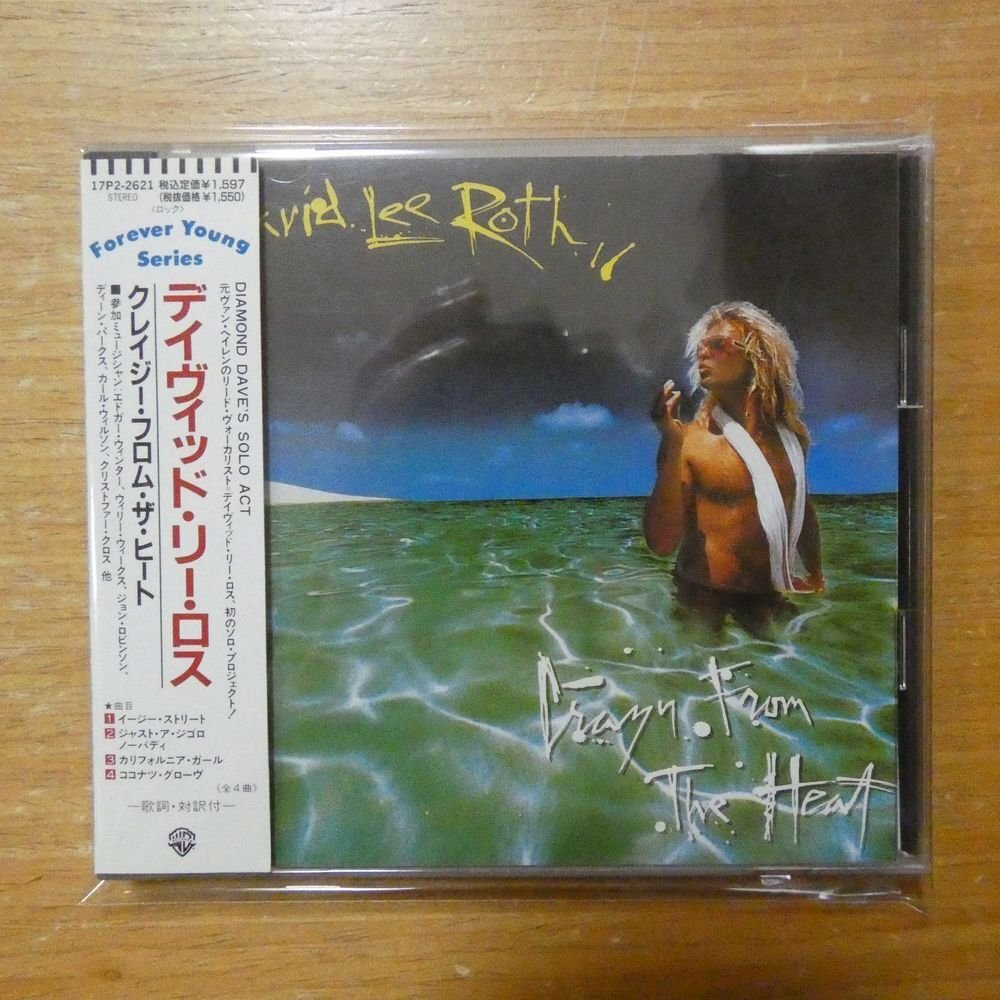 17P2-2621 税込定価¥1,597
STEREO (税抜価格¥1,550)
〈ロック〉
Forever Young
Series
DIAMOND DAVE'S SOLO ACT
元ヴァン・ヘイレンのリード・ヴォーカリスト=デイヴィッド・リー・ロス、初のソロ・プロジェクト!
デイヴィッド・リー・ロス
クレイジー・フロム・ザ・ヒート
■参加ミュージシャン:エドガー・ウィンター、ウィリー・ウィークス、ジョン・ロビンソン、
ディーン・パークス、カール・ウィルソン、クリストファー・クロス 他
★曲目
1 イージー・ストリート
2 ジャスト・ア・ジゴロ
ノーバディ
3 カリフォルニア・ガール
4 ココナツ・グローヴ
〈全4曲〉
—歌詞・対訳付—
avid Lee Roth
Crazy From
The Heat